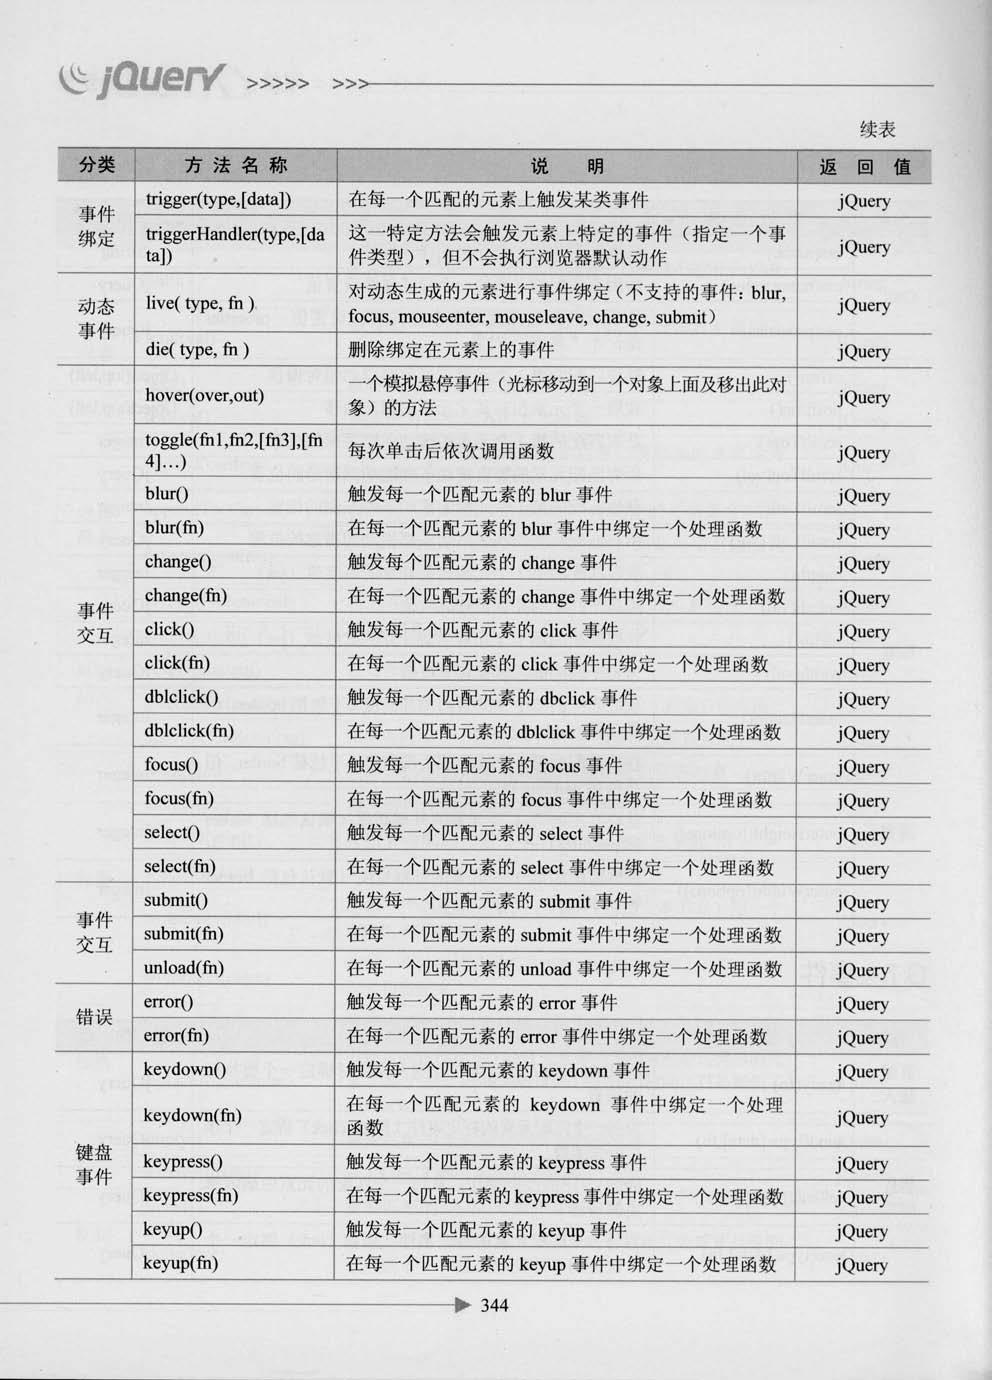 jQuery >>>>> >>>
续表
分类 方法名称 说 明 返 回 值
事件
绑定
trigger(type,[data]) 在每一个匹配的元素上触发某类事件 jQuery
triggerHandler(type,[da
ta])
这一特定方法会触发元素上特定的事件（指定一个事
件类型），但不会执行浏览器默认动作
jQuery
动态
事件
live( type, fn )
对动态生成的元素进行事件绑定（不支持的事件：blur,
focus, mouseenter, mouseleave, change, submit）
jQuery
die( type, fn ) 删除绑定在元素上的事件 jQuery
事件
交互
hover(over,out)
一个模拟悬停事件（光标移动到一个对象上面及移出此对
象）的方法
jQuery
toggle(fn1,fn2,[fn3],[fn
4]...)
每次单击后依次调用函数 jQuery
blur() 触发每一个匹配元素的 blur 事件 jQuery
blur(fn) 在每一个匹配元素的 blur 事件中绑定一个处理函数 jQuery
change() 触发每个匹配元素的 change 事件 jQuery
change(fn) 在每一个匹配元素的 change 事件中绑定一个处理函数 jQuery
click() 触发每一个匹配元素的 click 事件 jQuery
click(fn) 在每一个匹配元素的 click 事件中绑定一个处理函数 jQuery
dblclick() 触发每一个匹配元素的 dbclick 事件 jQuery
dblclick(fn) 在每一个匹配元素的 dblclick 事件中绑定一个处理函数 jQuery
focus() 触发每一个匹配元素的 focus 事件 jQuery
focus(fn) 在每一个匹配元素的 focus 事件中绑定一个处理函数 jQuery
select() 触发每一个匹配元素的 select 事件 jQuery
select(fn) 在每一个匹配元素的 select 事件中绑定一个处理函数 jQuery
事件
交互
submit() 触发每一个匹配元素的 submit 事件 jQuery
submit(fn) 在每一个匹配元素的 submit 事件中绑定一个处理函数 jQuery
unload(fn) 在每一个匹配元素的 unload 事件中绑定一个处理函数 jQuery
错误
error() 触发每一个匹配元素的 error 事件 jQuery
error(fn) 在每一个匹配元素的 error 事件中绑定一个处理函数 jQuery
键盘
事件
keydown() 触发每一个匹配元素的 keydown 事件 jQuery
keydown(fn)
在每一个匹配元素的 keydown 事件中绑定一个处理
函数
jQuery
keypress() 触发每一个匹配元素的 keypress 事件 jQuery
keypress(fn) 在每一个匹配元素的 keypress 事件中绑定一个处理函数 jQuery
keyup() 触发每一个匹配元素的 keyup 事件 jQuery
keyup(fn) 在每一个匹配元素的 keyup 事件中绑定一个处理函数 jQuery
344